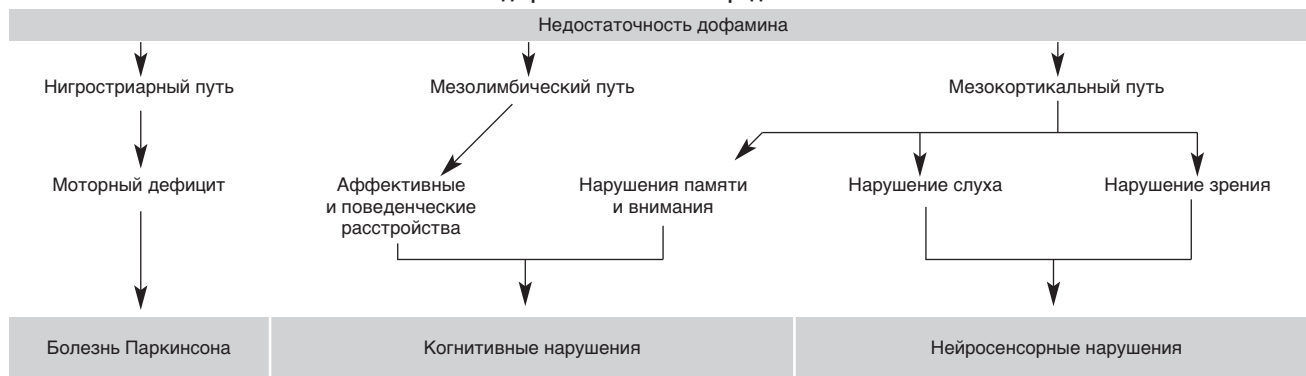 Недостаточность дофамина
Нигростриарный путь
Мезолимбический путь
Мезокортикальный путь
Моторный дефицит
Аффективные
и поведенческие
расстройства
Нарушения памяти
и внимания
Нарушение слуха
Нарушение зрения
Болезнь Паркинсона
Когнитивные нарушения
Нейросенсорные нарушения